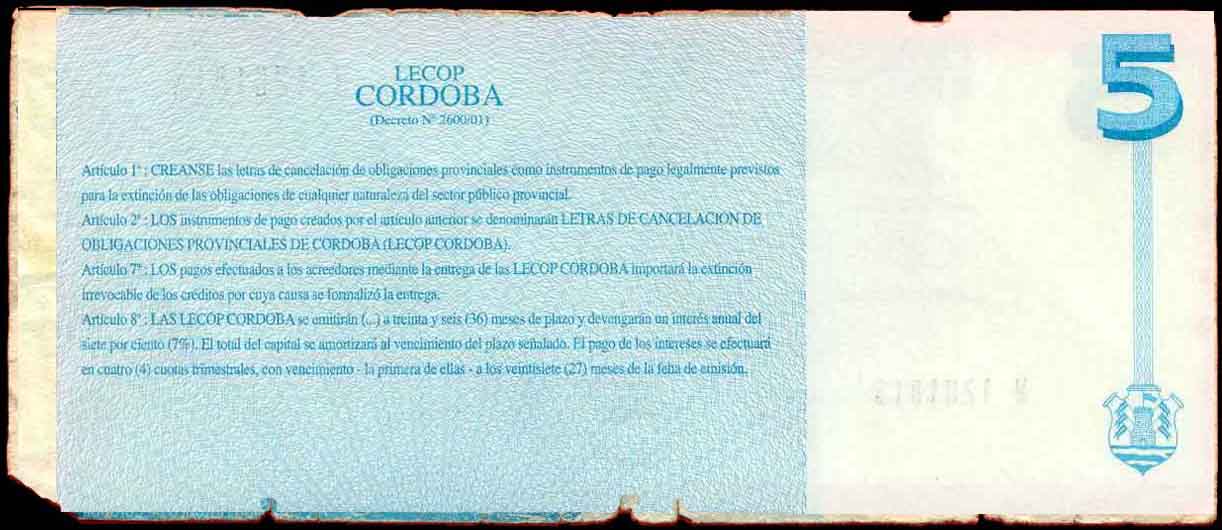 LECOP
CORDOBA
(Decreto Nº 2600/01)
5
Artículo 1º : CREANSE las letras de cancelación de obligaciones provinciales como instrumentos de pago legalmente previstos
para la extinción de las obligaciones de cualquier naturaleza del sector público provincial.
Artículo 2º : LOS instrumentos de pago creados por el artículo anterior se denominarán LETRAS DE CANCELACION DE
OBLIGACIONES PROVINCIALES DE CORDOBA (LECOP CORDOBA).
Artículo 7º : LOS pagos efectuados a los acreedores mediante la entrega de las LECOP CORDOBA importará la extinción
irrevocable de los créditos por cuya causa se formalizó la entrega.
Artículo 8º : LAS LECOP CORDOBA se emitirán (...) a treinta y seis (36) meses de plazo y devengarán un interés anual del
siete por ciento (7%). El total del capital se amortizará al vencimiento del plazo señalado. El pago de los intereses se efectuará
en cuatro (4) cuotas trimestrales, con vencimiento - la primera de ellas - a los veintisiete (27) meses de la feha de emisión.